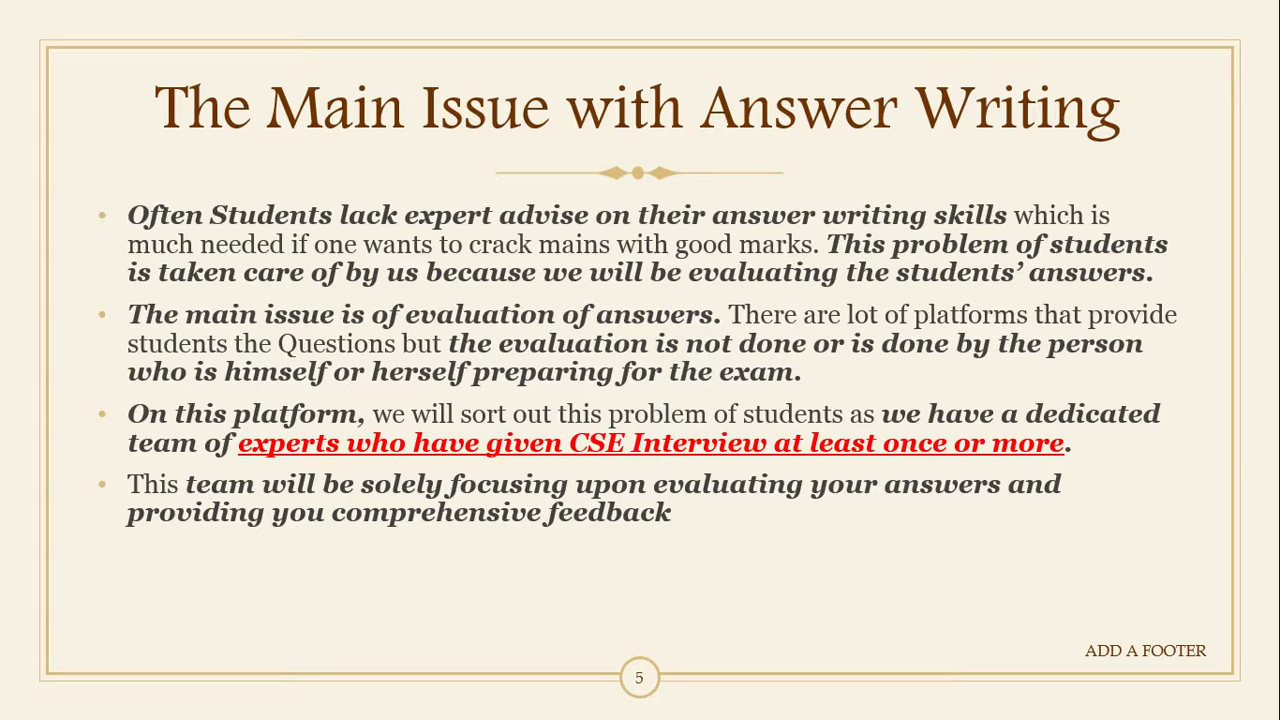 The Main Issue with Answer Writing
• Often Students lack expert advise on their answer writing skills which is
much needed if one wants to crack mains with good marks. This problem of students
is taken care of by us because we will be evaluating the students’ answers.
• The main issue is of evaluation of answers. There are lot of platforms that provide
students the Questions but the evaluation is not done or is done by the person
who is himself or herself preparing for the exam.
• On this platform, we will sort out this problem of students as we have a dedicated
team of experts who have given CSE Interview at least once or more.
• This team will be solely focusing upon evaluating your answers and
providing you comprehensive feedback
ADD A FOOTER
5